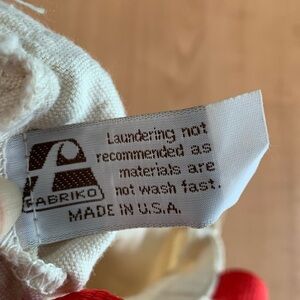 Laundering not
recommended as
materials are
not wash fast.
MADE IN U.S.A.
FABRIKO